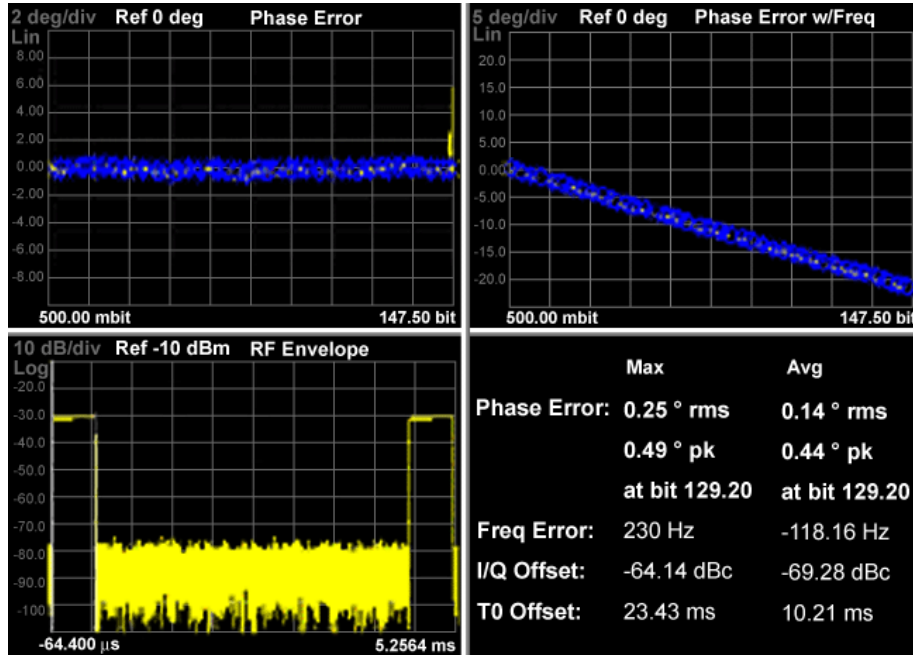 2 deg/div Ref 0 deg Phase Error
Lin
8.00
6.00
4.00
2.00
0.00
-2.00
-4.00
-6.00
-8.00
500.00 mbit 147.50 bit
5 deg/div Ref 0 deg Phase Error w/Freq
Lin
20.0
15.0
10.0
5.00
0.00
-5.00
-10.0
-15.0
-20.0
500.00 mbit 147.50 bit
10 dB/div Ref -10 dBm RF Envelope
Log
-20.0
-30.0
-40.0
-50.0
-60.0
-70.0
-80.0
-90.0
-100
-64.400 µs 5.2564 ms
Max Avg
Phase Error: 0.25 ° rms 0.14 ° rms
0.49 ° pk 0.44 ° pk
at bit 129.20 at bit 129.20
Freq Error: 230 Hz -118.16 Hz
I/Q Offset: -64.14 dBc -69.28 dBc
T0 Offset: 23.43 ms 10.21 ms